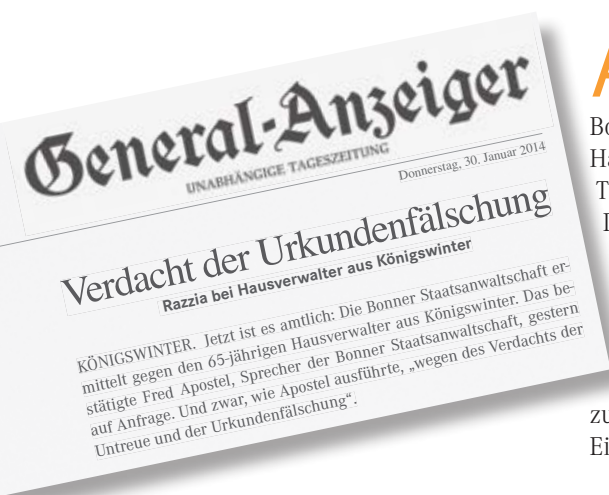 General-Anzeiger
UNABHÄNGIGE TAGESZEITUNG
Donnerstag, 30. Januar 2014
Verdacht der Urkundenfälschung
Razzia bei Hausverwalter aus Königswinter
KÖNIGSWINTER. Jetzt ist es amtlich: Die Bonner Staatsanwaltschaft er-
mittelt gegen den 65-jährigen Hausverwalter aus Königswinter. Das be-
stätigte Fred Apostel, Sprecher der Bonner Staatsanwaltschaft, gestern
auf Anfrage. Und zwar, wie Apostel ausführte, „wegen des Verdachts der
Untreue und der Urkundenfälschung“.
zu